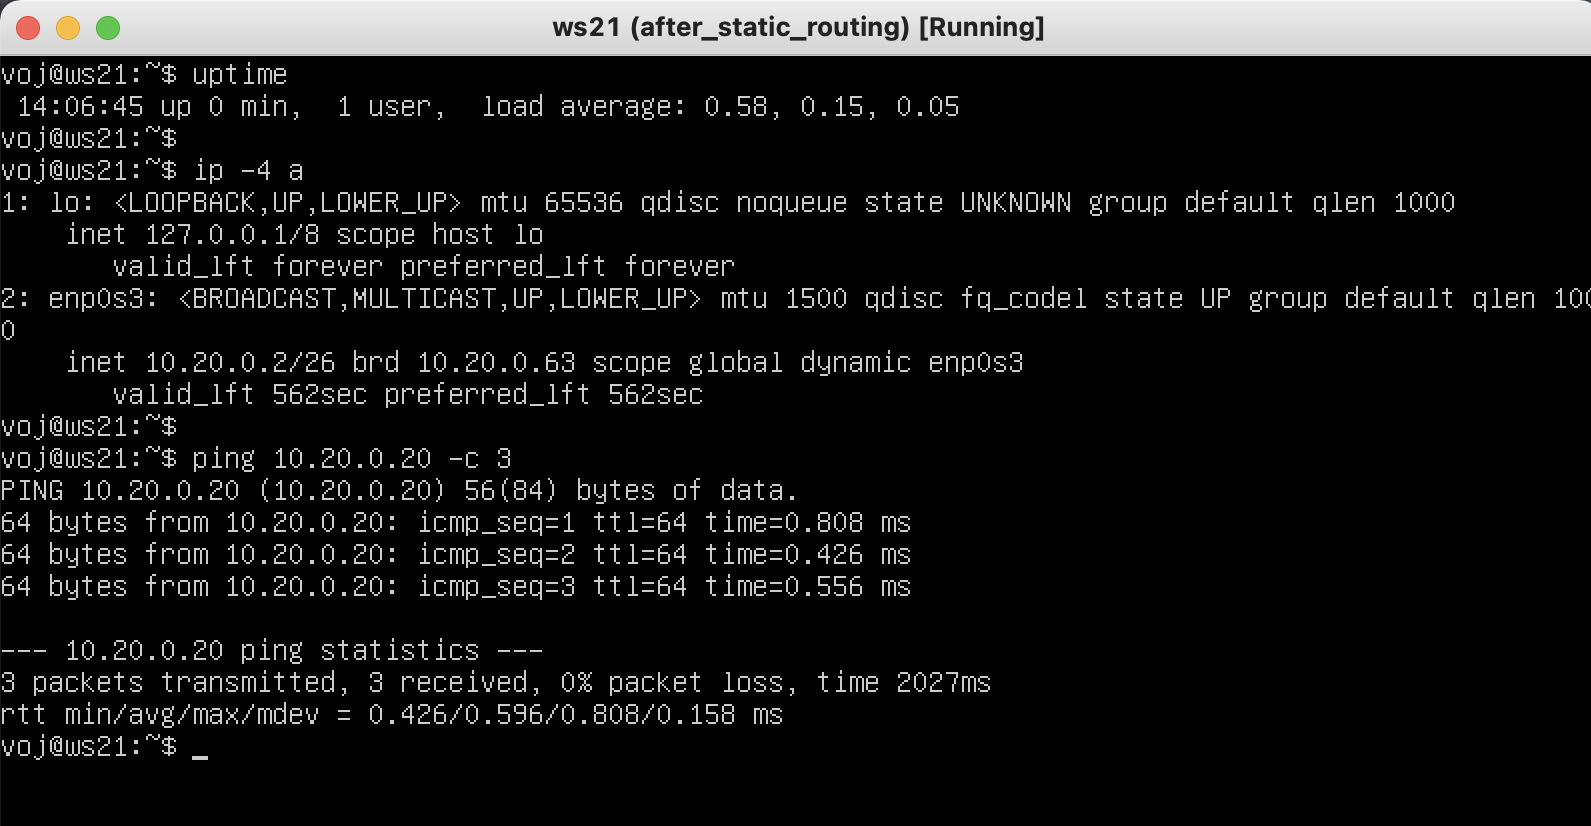 ws21 (after_static_routing) [Running]
voj@ws21:~$ uptime
 14:06:45 up 0 min,  1 user,  load average: 0.58, 0.15, 0.05
voj@ws21:~$
voj@ws21:~$ ip -4 a
1: lo: <LOOPBACK,UP,LOWER_UP> mtu 65536 qdisc noqueue state UNKNOWN group default qlen 1000
    inet 127.0.0.1/8 scope host lo
       valid_lft forever preferred_lft forever
2: enp0s3: <BROADCAST,MULTICAST,UP,LOWER_UP> mtu 1500 qdisc fq_codel state UP group default qlen 100
0
    inet 10.20.0.2/26 brd 10.20.0.63 scope global dynamic enp0s3
       valid_lft 562sec preferred_lft 562sec
voj@ws21:~$
voj@ws21:~$ ping 10.20.0.20 -c 3
PING 10.20.0.20 (10.20.0.20) 56(84) bytes of data.
64 bytes from 10.20.0.20: icmp_seq=1 ttl=64 time=0.808 ms
64 bytes from 10.20.0.20: icmp_seq=2 ttl=64 time=0.426 ms
64 bytes from 10.20.0.20: icmp_seq=3 ttl=64 time=0.556 ms

--- 10.20.0.20 ping statistics ---
3 packets transmitted, 3 received, 0% packet loss, time 2027ms
rtt min/avg/max/mdev = 0.426/0.596/0.808/0.158 ms
voj@ws21:~$ _